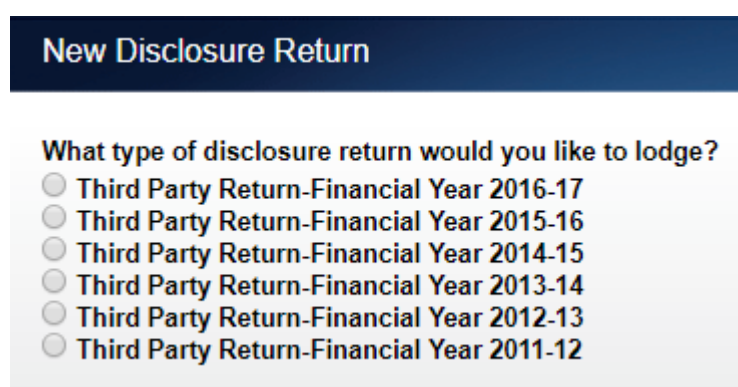 New Disclosure Return
What type of disclosure return would you like to lodge?
Third Party Return-Financial Year 2016-17
Third Party Return-Financial Year 2015-16
Third Party Return-Financial Year 2014-15
Third Party Return-Financial Year 2013-14
Third Party Return-Financial Year 2012-13
Third Party Return-Financial Year 2011-12